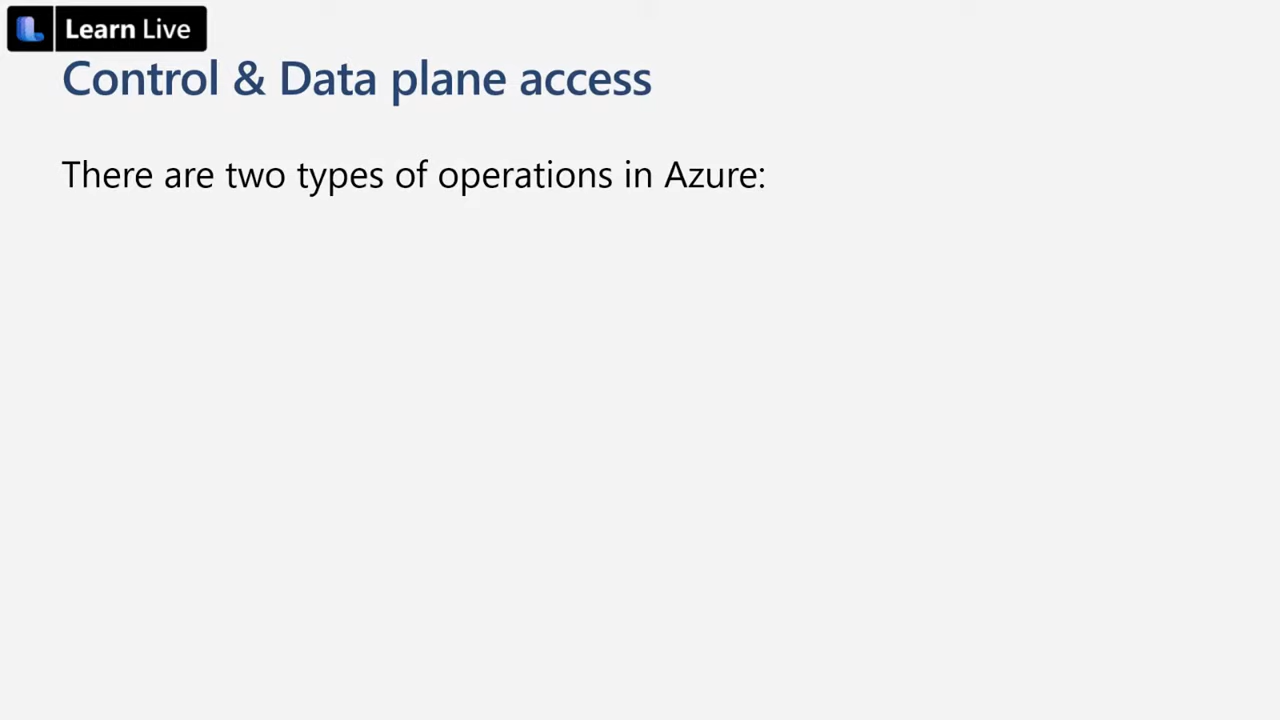 Learn Live
Control & Data plane access
There are two types of operations in Azure: